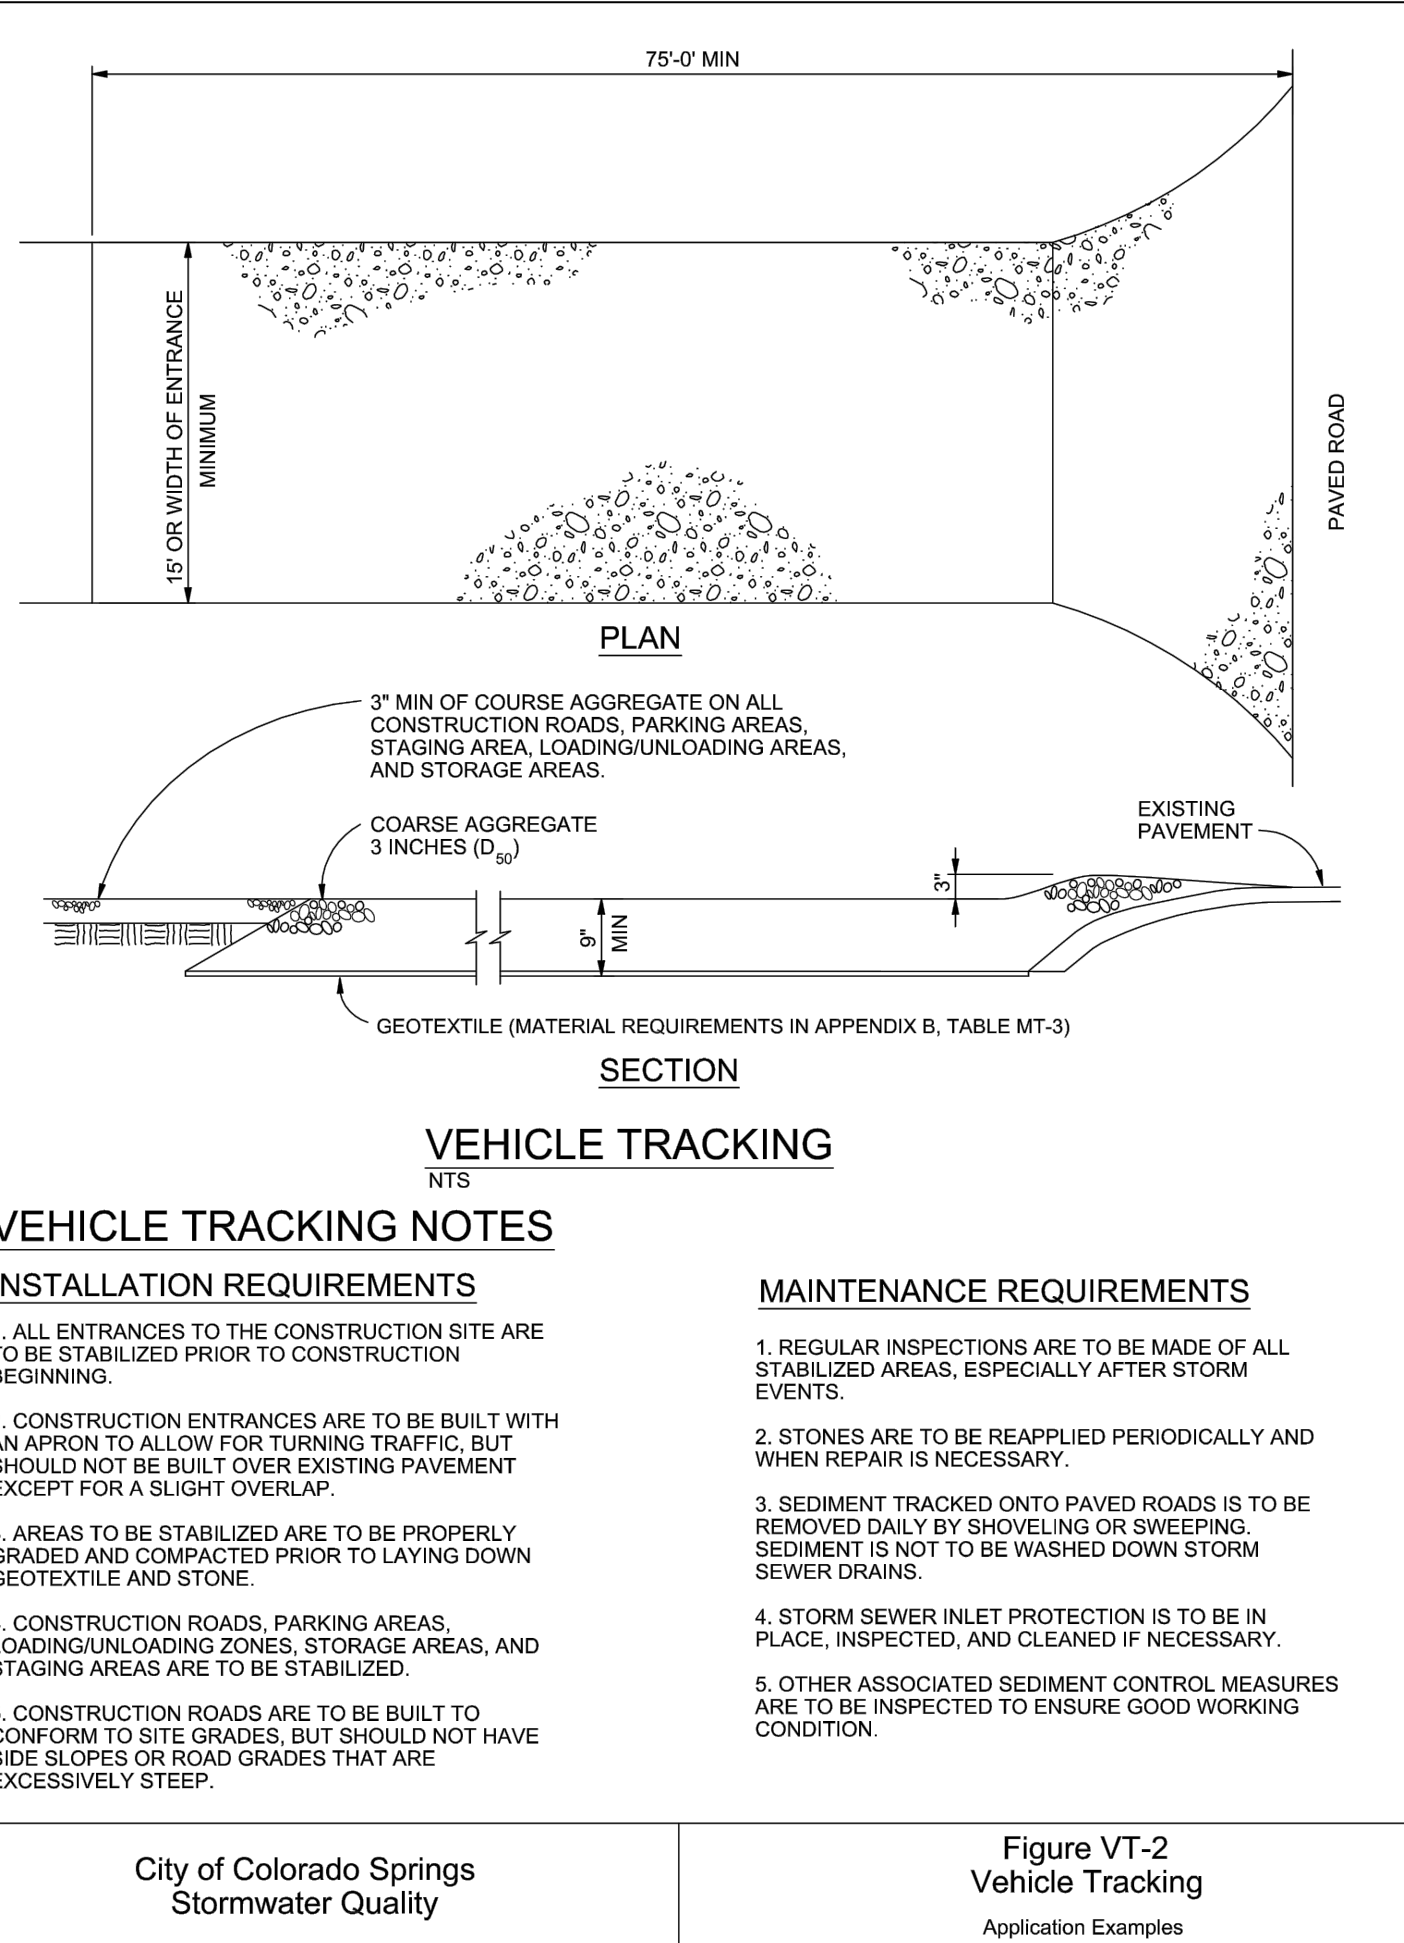 75'-0' MIN
15' OR WIDTH OF ENTRANCE
MINIMUM
PAVED ROAD
PLAN
3" MIN OF COURSE AGGREGATE ON ALL
CONSTRUCTION ROADS, PARKING AREAS,
STAGING AREA, LOADING/UNLOADING AREAS,
AND STORAGE AREAS.
COARSE AGGREGATE
3 INCHES (D50)
EXISTING
PAVEMENT
3"
9"
MIN
GEOTEXTILE (MATERIAL REQUIREMENTS IN APPENDIX B, TABLE MT-3)
SECTION
VEHICLE TRACKING
NTS
VEHICLE TRACKING NOTES
NSTALLATION REQUIREMENTS
. ALL ENTRANCES TO THE CONSTRUCTION SITE ARE
TO BE STABILIZED PRIOR TO CONSTRUCTION
BEGINNING.
. CONSTRUCTION ENTRANCES ARE TO BE BUILT WITH
AN APRON TO ALLOW FOR TURNING TRAFFIC, BUT
SHOULD NOT BE BUILT OVER EXISTING PAVEMENT
EXCEPT FOR A SLIGHT OVERLAP.
. AREAS TO BE STABILIZED ARE TO BE PROPERLY
GRADED AND COMPACTED PRIOR TO LAYING DOWN
GEOTEXTILE AND STONE.
. CONSTRUCTION ROADS, PARKING AREAS,
LOADING/UNLOADING ZONES, STORAGE AREAS, AND
STAGING AREAS ARE TO BE STABILIZED.
. CONSTRUCTION ROADS ARE TO BE BUILT TO
CONFORM TO SITE GRADES, BUT SHOULD NOT HAVE
SIDE SLOPES OR ROAD GRADES THAT ARE
EXCESSIVELY STEEP.
MAINTENANCE REQUIREMENTS
1. REGULAR INSPECTIONS ARE TO BE MADE OF ALL
STABILIZED AREAS, ESPECIALLY AFTER STORM
EVENTS.
2. STONES ARE TO BE REAPPLIED PERIODICALLY AND
WHEN REPAIR IS NECESSARY.
3. SEDIMENT TRACKED ONTO PAVED ROADS IS TO BE
REMOVED DAILY BY SHOVELING OR SWEEPING.
SEDIMENT IS NOT TO BE WASHED DOWN STORM
SEWER DRAINS.
4. STORM SEWER INLET PROTECTION IS TO BE IN
PLACE, INSPECTED, AND CLEANED IF NECESSARY.
5. OTHER ASSOCIATED SEDIMENT CONTROL MEASURES
ARE TO BE INSPECTED TO ENSURE GOOD WORKING
CONDITION.
City of Colorado Springs
Stormwater Quality
Figure VT-2
Vehicle Tracking
Application Examples